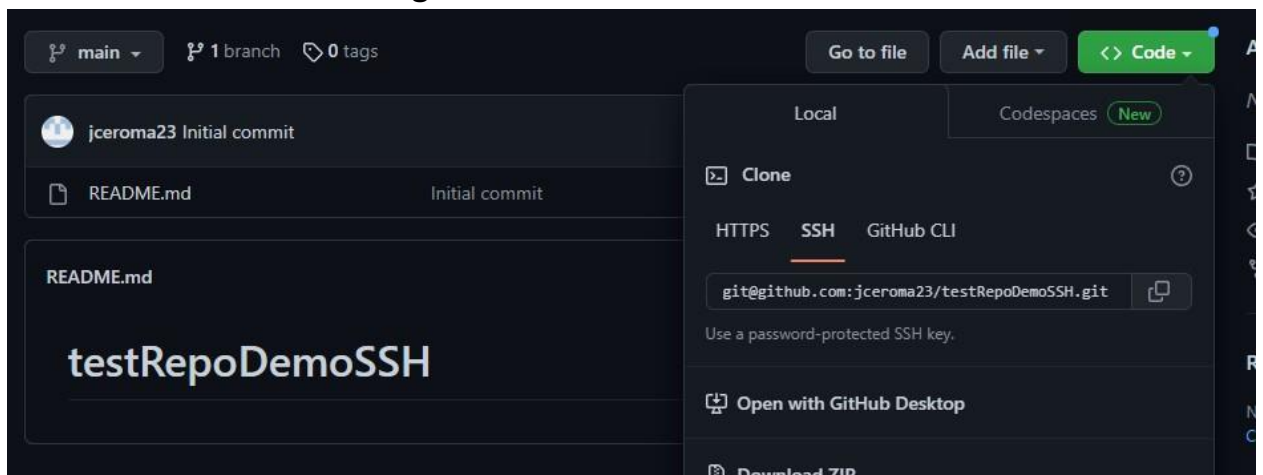 main 1 branch 0 tags Go to file Add file <> Code
jceroma23 Initial commit
README.md Initial commit
README.md
testRepoDemoSSH
Local Codespaces New
Clone
HTTPS SSH GitHub CLI
git@github.com:jceroma23/testRepoDemoSSH.git
Use a password-protected SSH key.
Open with GitHub Desktop
Download ZIP